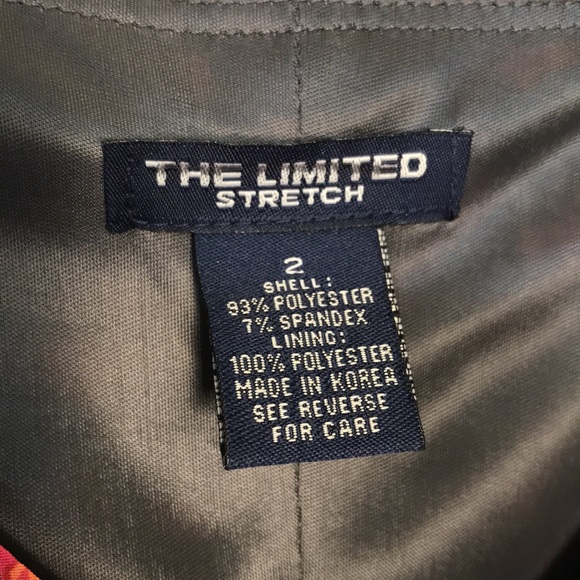 THE LIMITED
STRETCH
2
SHELL:
93% POLYESTER
7% SPANDEX
LINING:
100% POLYESTER
MADE IN KOREA
SEE REVERSE
FOR CARE